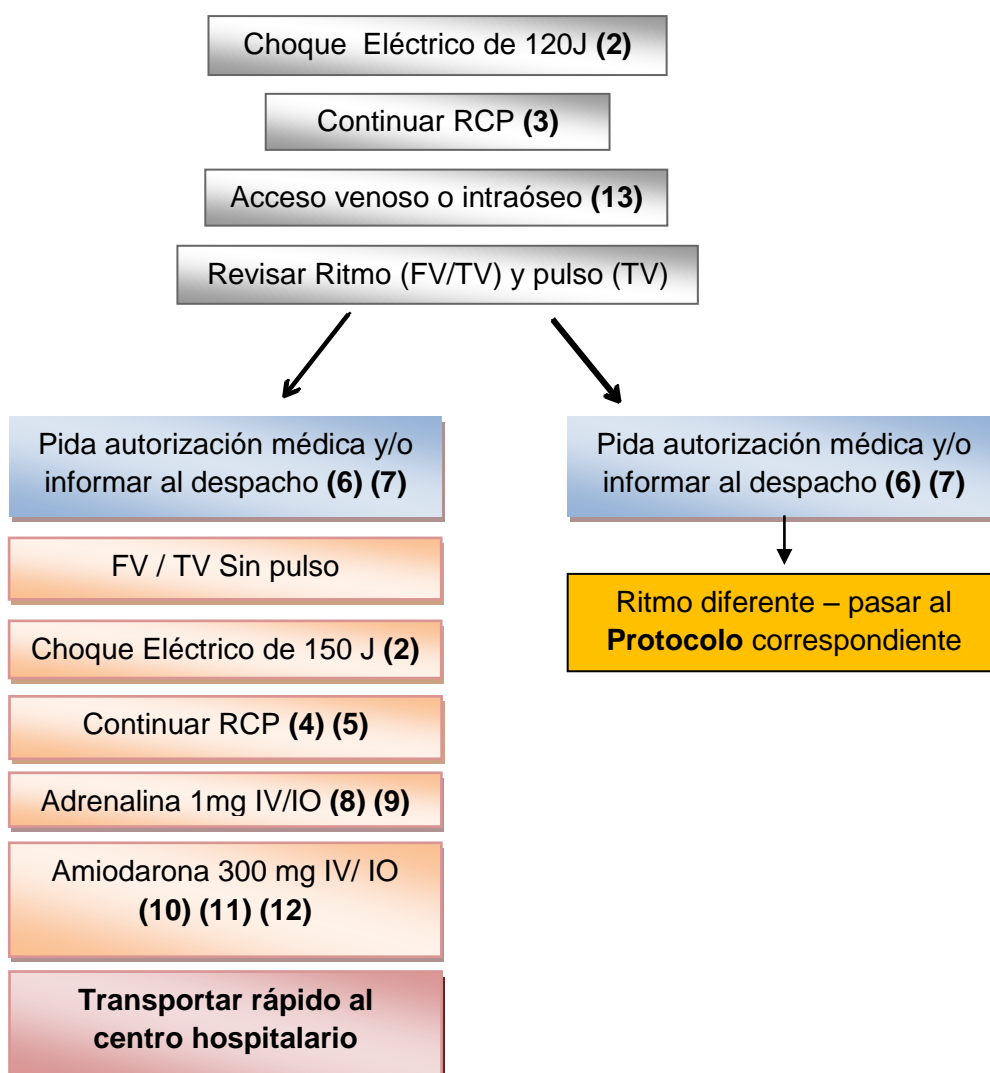 Choque Eléctrico de 120J (2)
Continuar RCP (3)
Acceso venoso o intraóseo (13)
Revisar Ritmo (FV/TV) y pulso (TV)
Pida autorización médica y/o
informar al despacho (6) (7)
FV / TV Sin pulso
Choque Eléctrico de 150 J (2)
Continuar RCP (4) (5)
Adrenalina 1mg IV/IO (8) (9)
Amiodarona 300 mg IV/ IO
(10) (11) (12)
Transportar rápido al
centro hospitalario
Pida autorización médica y/o
informar al despacho (6) (7)
Ritmo diferente – pasar al
Protocolo correspondiente